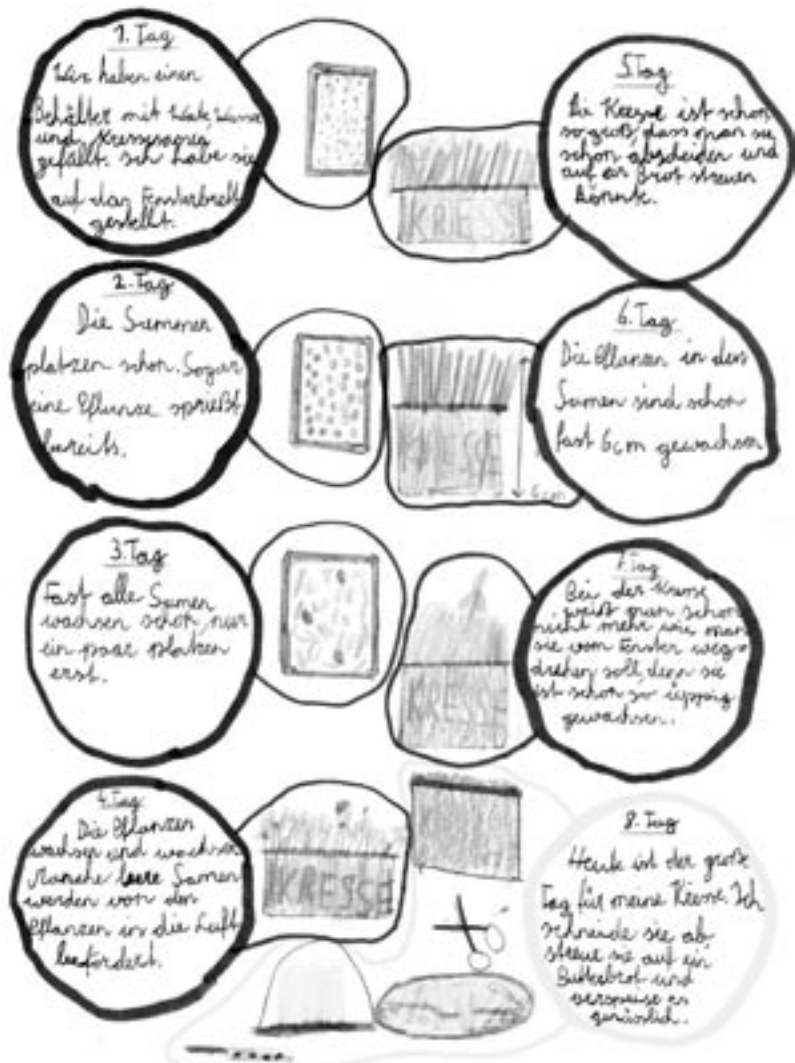 1. Tag
Wir haben einen
Behälter mit Watte, Wasser
und Kressesamen
gefüllt. Ich habe sie
auf das Fensterbrett
gestellt.
2. Tag
Die Sammen
platzen schon. Sogar
eine Pflanze sprießt
bereits.
3. Tag
Fast alle Samen
wachsen schon, nur
ein paar platzen
erst.
4. Tag
Die Pflanzen
wachsen und wachsen.
Manche leere Samen
werden von den
Pflanzen in die Luft
befördert.
KRESSE
5. Tag
Die Kresse ist schon
so groß, dass man sie
schon abscheiden und
auf ein Brot streuen
könnte.
KRESSE
6. Tag
Die Pflanzen in den
Samen sind schon
fast 6cm gewachsen
KRESSE
6cm
7. Tag
Bei der Kresse
weiß man schon
nicht mehr wie man
sie vom Fenster weg
drehen soll, denn sie
ist schon so üppig
gewachsen.
KRESSE
8. Tag
Heute ist der große
Tag für meine Kresse. Ich
schneide sie ab,
streue sie auf ein
Butterbrot und
verspeise es
genüsslich.
KRESSE